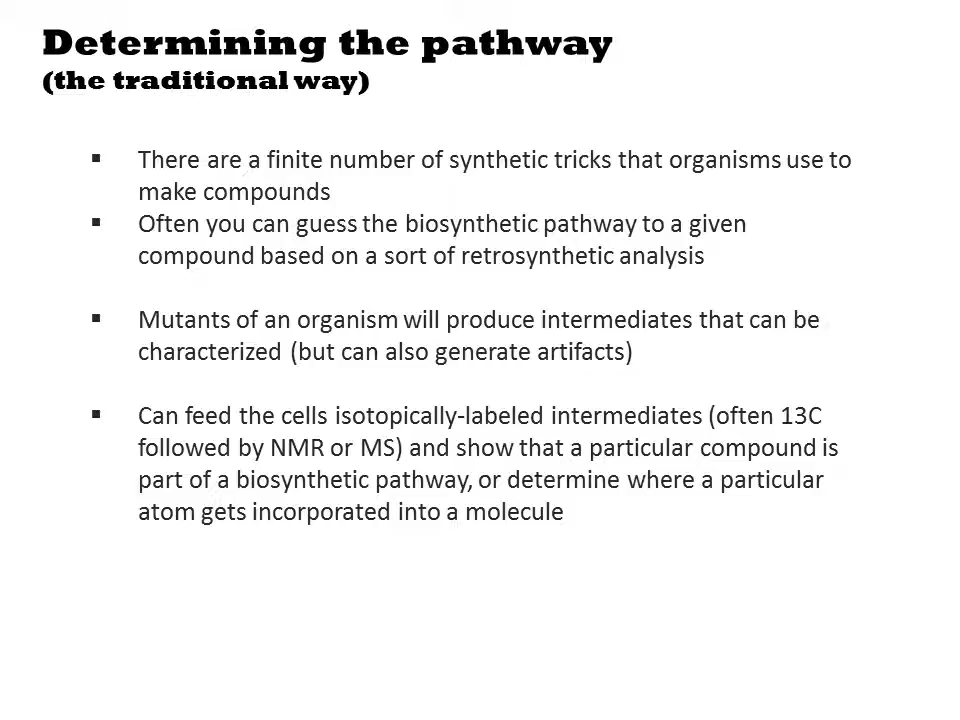 Determining the pathway
(the traditional way)
▪ There are a finite number of synthetic tricks that organisms use to
make compounds
▪ Often you can guess the biosynthetic pathway to a given
compound based on a sort of retrosynthetic analysis
▪ Mutants of an organism will produce intermediates that can be
characterized (but can also generate artifacts)
▪ Can feed the cells isotopically-labeled intermediates (often 13C
followed by NMR or MS) and show that a particular compound is
part of a biosynthetic pathway, or determine where a particular
atom gets incorporated into a molecule